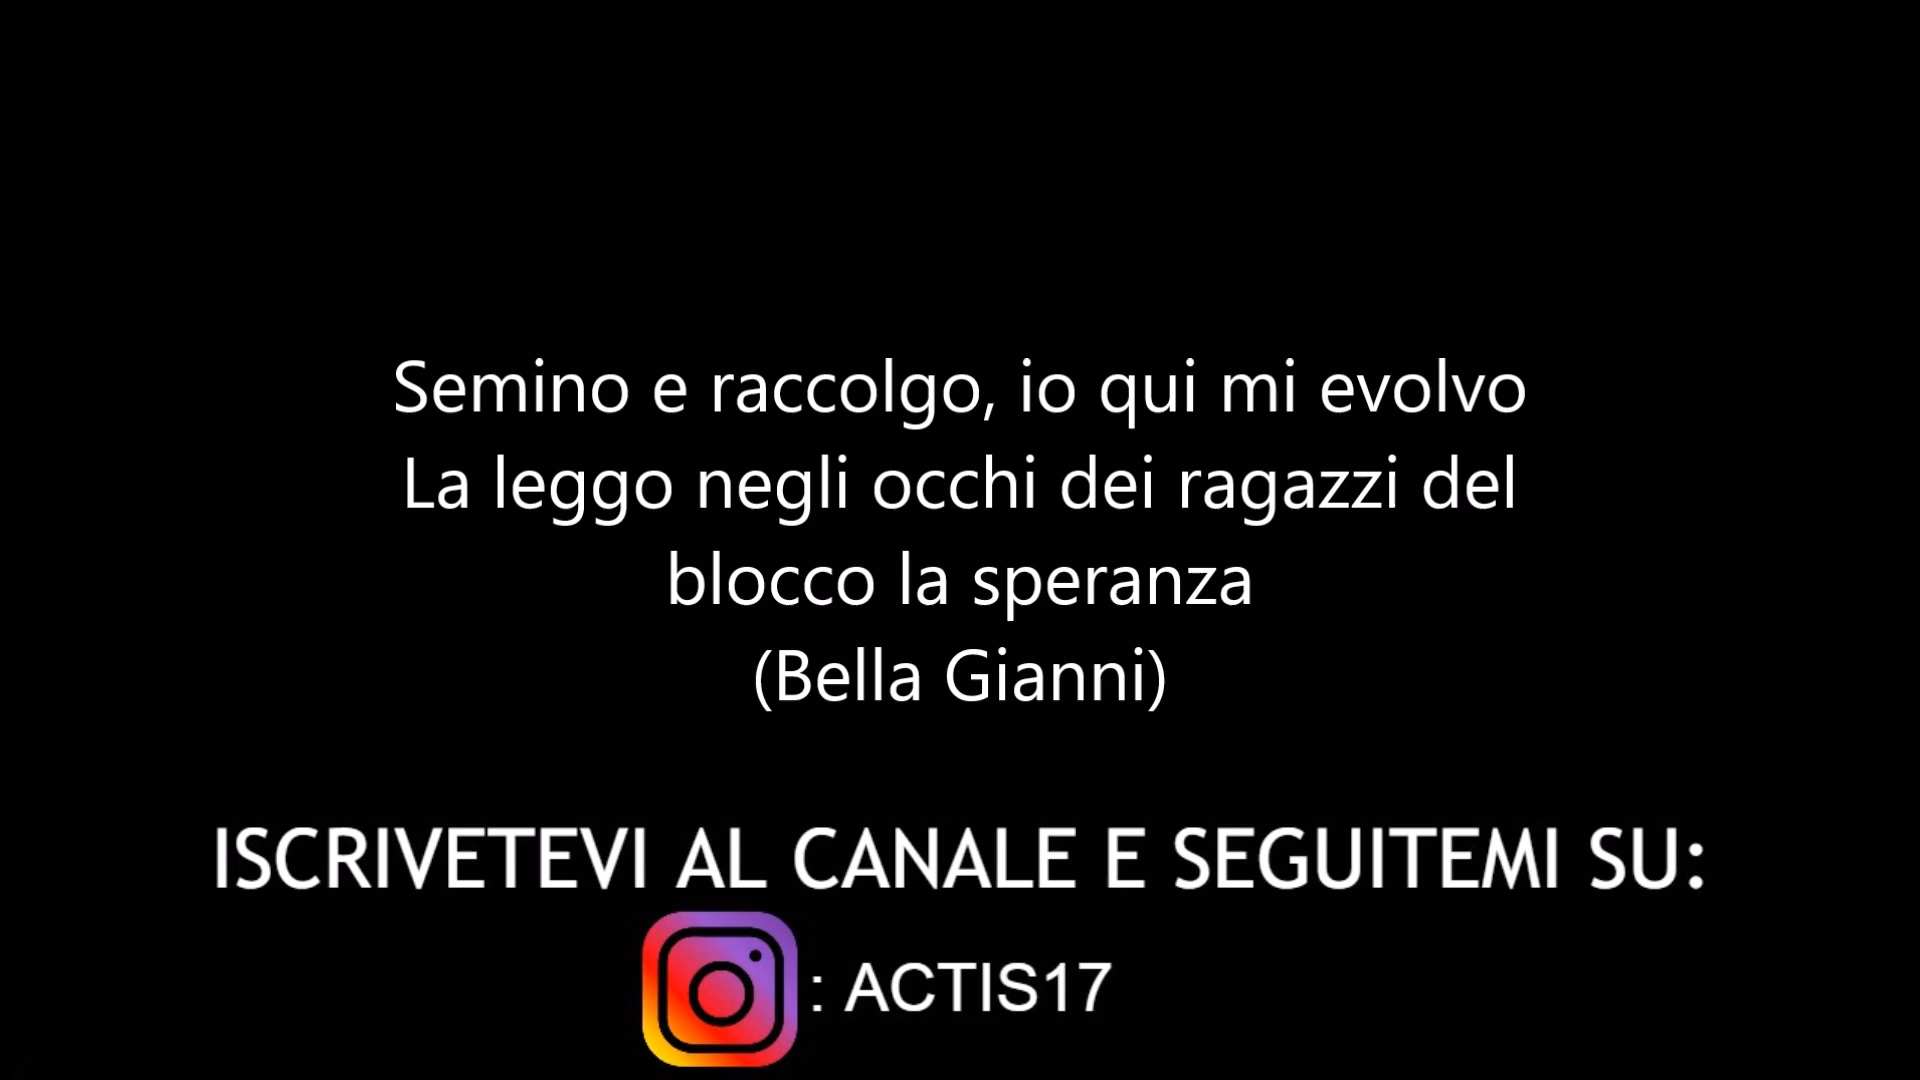 Semino e raccolgo, io qui mi evolvo
La leggo negli occhi dei ragazzi del
blocco la speranza
(Bella Gianni)
ISCRIVETEVI AL CANALE E SEGUITEMI SU:
: ACTIS17